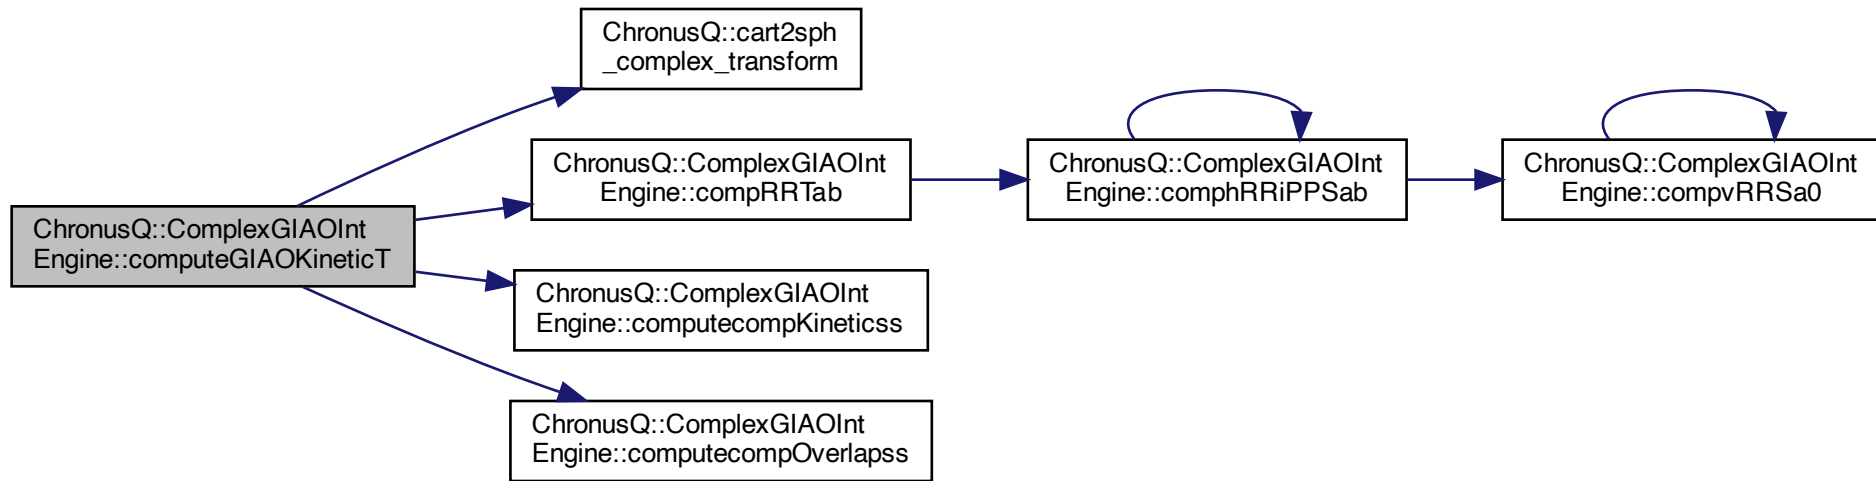 ChronusQ::cart2sph
_complex_transform
ChronusQ::ComplexGIAOInt
Engine::compRRTab
ChronusQ::ComplexGIAOInt
Engine::comphRRiPPSab
ChronusQ::ComplexGIAOInt
Engine::compvRRSa0
ChronusQ::ComplexGIAOInt
Engine::computeGIAOKineticT
ChronusQ::ComplexGIAOInt
Engine::computecompKineticss
ChronusQ::ComplexGIAOInt
Engine::computecompOverlapss